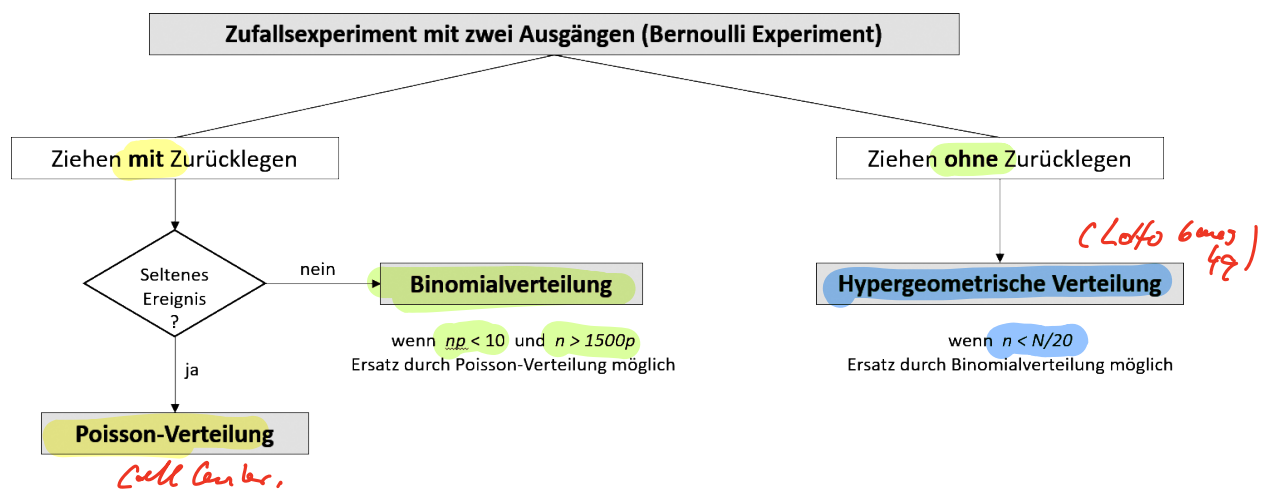 Zufallsexperiment mit zwei Ausgängen (Bernoulli Experiment)
Ziehen mit Zurücklegen
Ziehen ohne Zurücklegen
(Lotto 6 aus
49)
Seltenes
Ereignis
?
nein
Binomialverteilung
Hypergeometrische Verteilung
wenn np < 10 und n > 1500p
Ersatz durch Poisson-Verteilung möglich
wenn n < N/20
Ersatz durch Binomialverteilung möglich
ja
Poisson-Verteilung
Call Center,